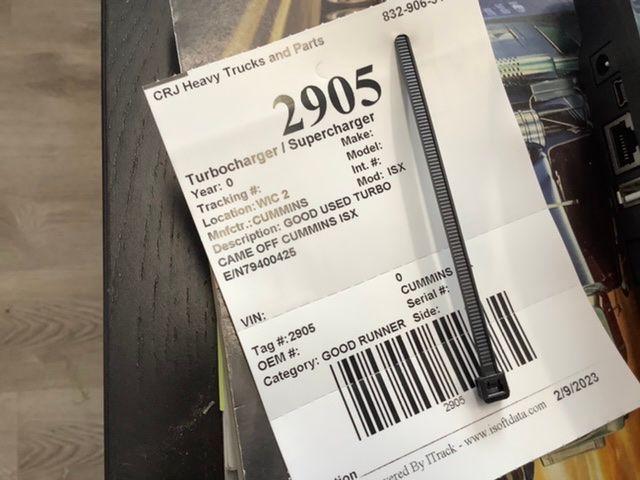 832-906-
CRJ Heavy Trucks and Parts
2905
Turbocharger / Supercharger
Year: 0 Make:
Tracking #: Model:
Location: WIC 2 Int. #:
Mnfctr.: CUMMINS Mod: ISX
Description: GOOD USED TURBO
CAME OFF CUMMINS ISX
E/N79400425
0
VIN: CUMMINS
Tag #: 2905 Serial #:
OEM #: Side:
Category: GOOD RUNNER
2905
2/9/2023
Powered By ITrack - www.isoftdata.com